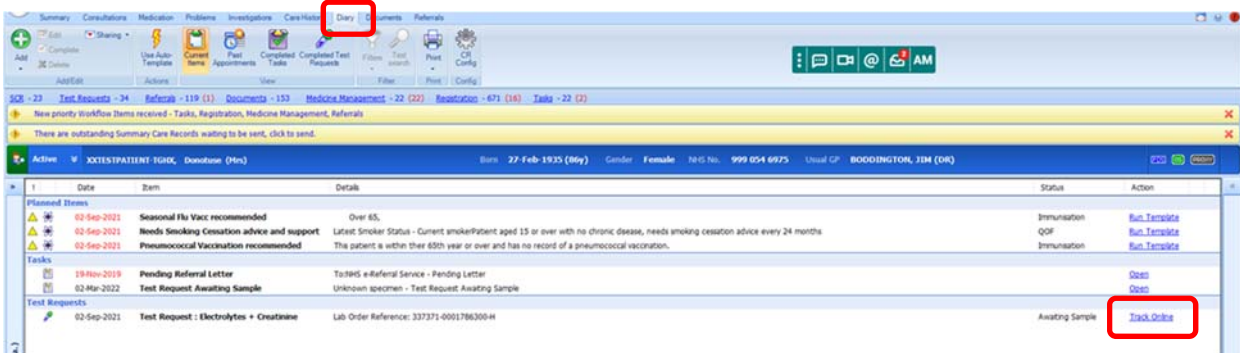 Summary Consultations Medication Problems Investigations Care History Diary Documents Referrals
Add
Edit
Complete
Delete
Sharing
Use Auto-Template
Current Items
Past Appointments
Completed Tasks
Completed Test Requests
Filters
Test search
Print
CR Config
Add/Edit Actions View Filter Print Config
@ 2 AM
SCR - 23 Test Requests - 34 Referrals - 119 (1) Documents - 153 Medicine Management - 22 (22) Registration - 671 (16) Tasks - 22 (2)
New priority Workflow Items received - Tasks, Registration, Medicine Management, Referrals
There are outstanding Summary Care Records waiting to be sent, click to send.
Active XXTESTPATIENT-TGHX, Donotuse (Mrs) Born 27-Feb-1935 (86y) Gender Female NHS No. 999 054 6975 Usual GP BODDINGTON, JIM (DR)
! Date Item Details Status Action
Planned Items
02-Sep-2021 Seasonal Flu Vacc recommended Over 65, Immunisation Run Template
02-Sep-2021 Needs Smoking Cessation advice and support Latest Smoker Status - Current smokerPatient aged 15 or over with no chronic disease, needs smoking cessation advice every 24 months QOF Run Template
02-Sep-2021 Pneumococcal Vaccination recommended This patient is within ther 65th year or over and has no record of a pneumococcal vaccination. Immunisation Run Template
Tasks
19-Nov-2019 Pending Referral Letter To:NHS e-Referral Service - Pending Letter Open
02-Mar-2022 Test Request Awaiting Sample Unknown specimen - Test Request Awaiting Sample Open
Test Requests
02-Sep-2021 Test Request : Electrolytes + Creatinine Lab Order Reference: 337371-0001786300-H Awaiting Sample Track Online